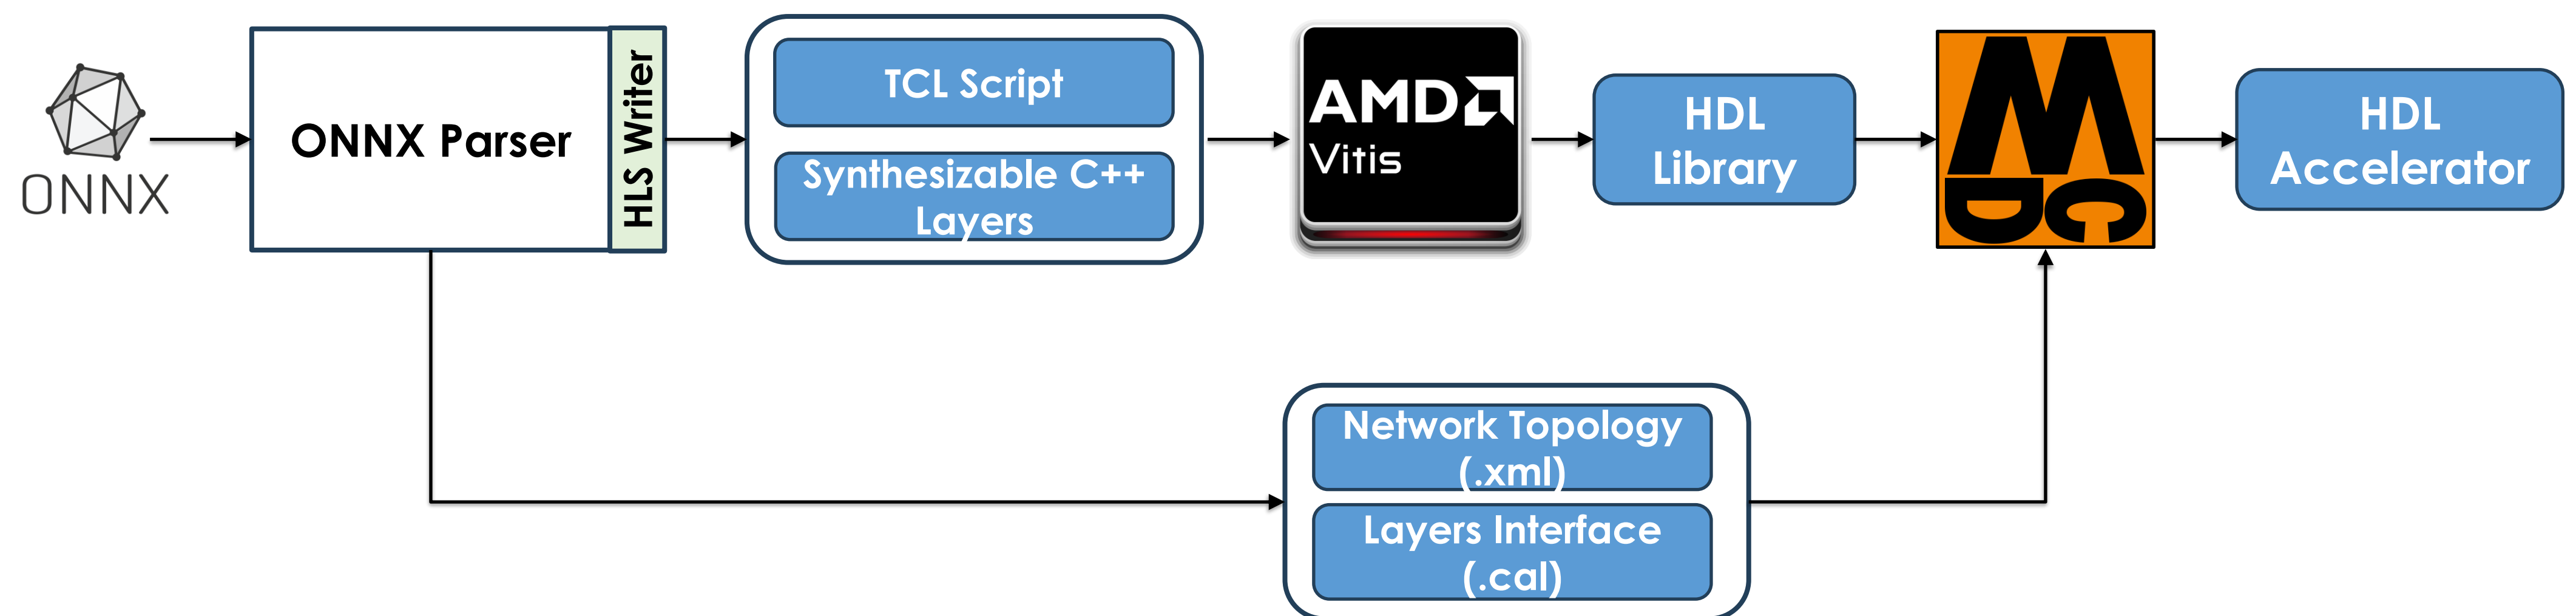 ONNX
ONNX Parser
HLS Writer
TCL Script
Synthesizable C++
Layers
AMD
Vitis
HDL
Library
M
DC
HDL
Accelerator
Network Topology
(.xml)
Layers Interface
(.cal)